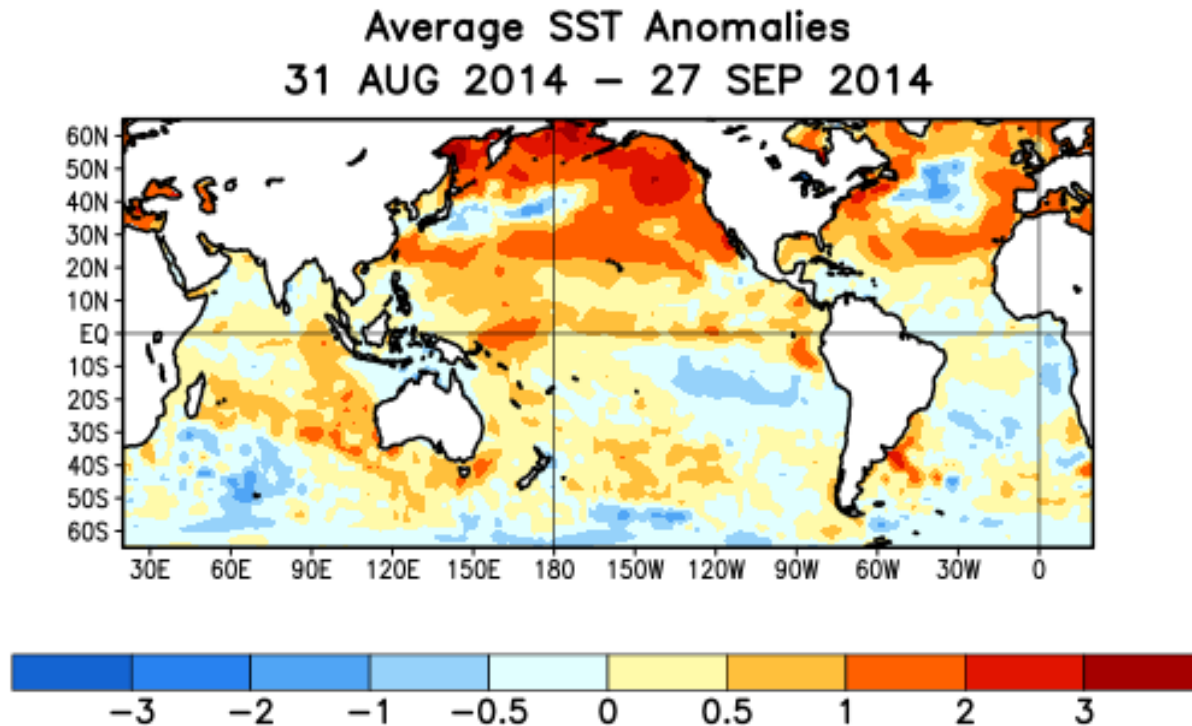 Average SST Anomalies
31 AUG 2014 – 27 SEP 2014
60N
50N
40N
30N
20N
10N
EQ
10S
20S
30S
40S
50S
60S
30E 60E 90E 120E 150E 180 150W 120W 90W 60W 30W 0
−3 −2 −1 −0.5 0 0.5 1 2 3